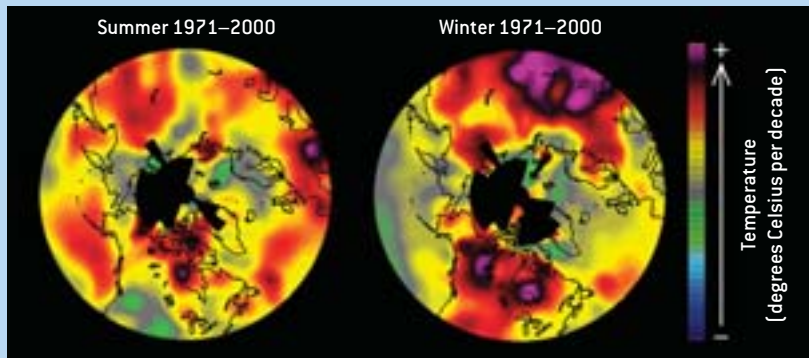 Summer 1971–2000
Winter 1971–2000
+
–
Temperature
(degrees Celsius per decade)